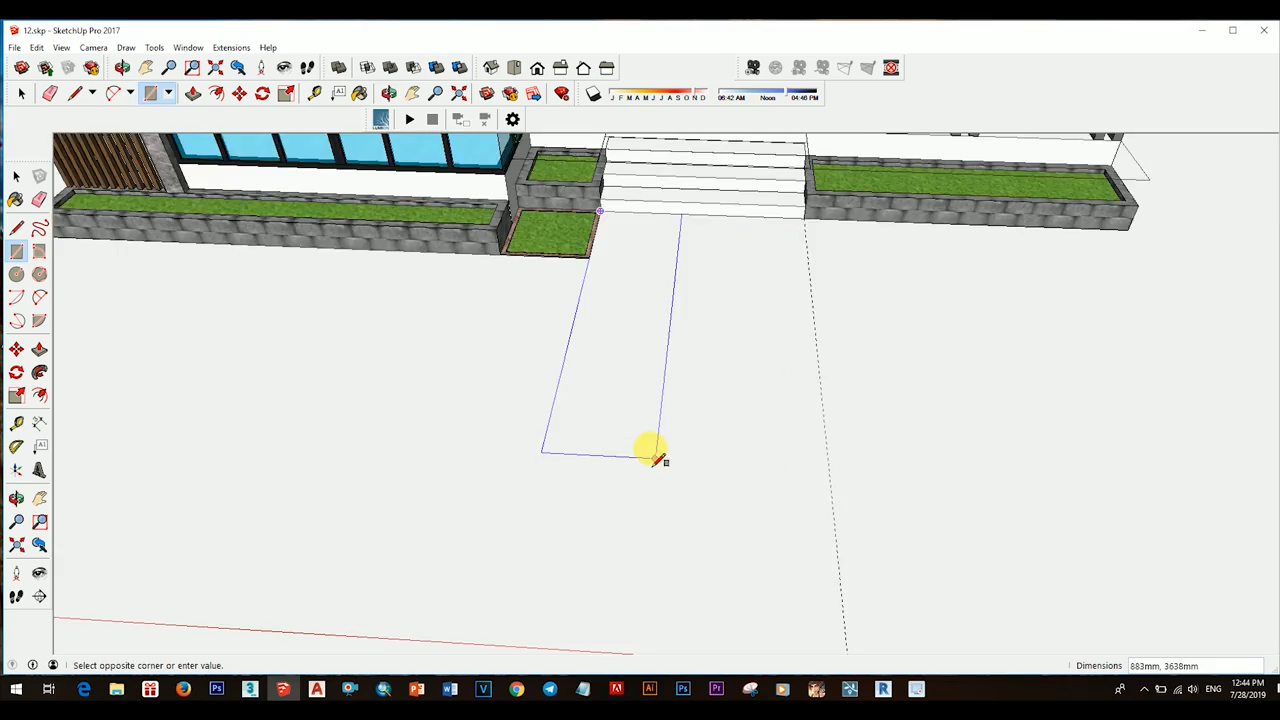 12.skp - SketchUp Pro 2017
File Edit View Camera Draw Tools Window Extensions Help
J F M A M J J A S O N D 06:42 AM Noon 04:46 PM
Select opposite corner or enter value.
Dimensions 883mm, 3638mm
12:44 PM
ENG
7/28/2019